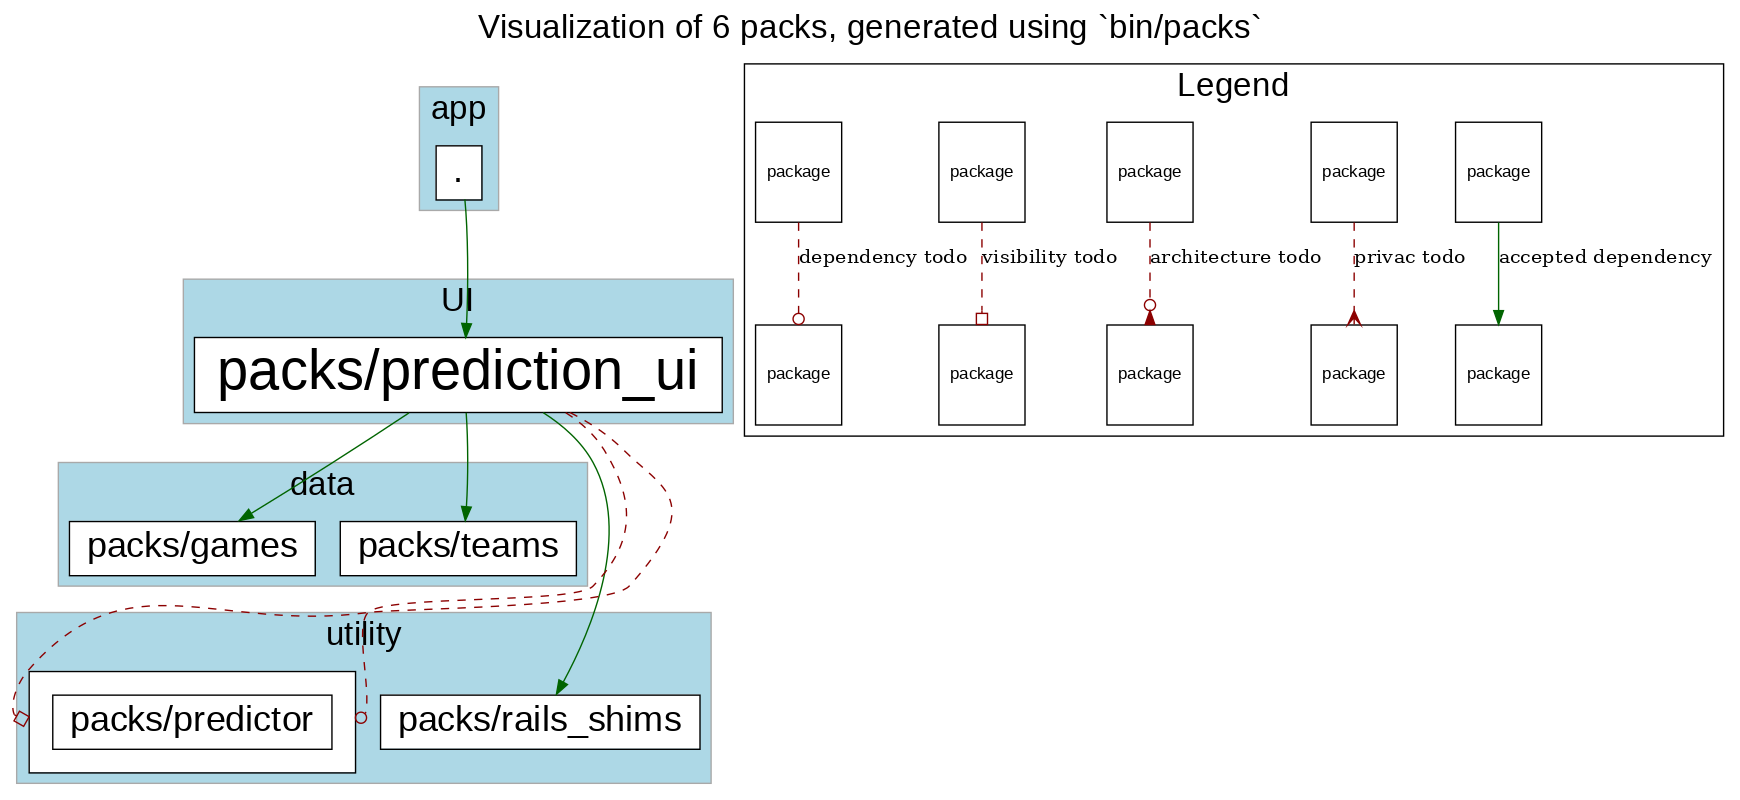 Visualization of 6 packs, generated using `bin/packs`
app
.
UI
packs/prediction_ui
data
packs/games
packs/teams
utility
packs/predictor
packs/rails_shims
Legend
package
package
package
package
package
dependency todo
visibility todo
architecture todo
privac todo
accepted dependency
package
package
package
package
package